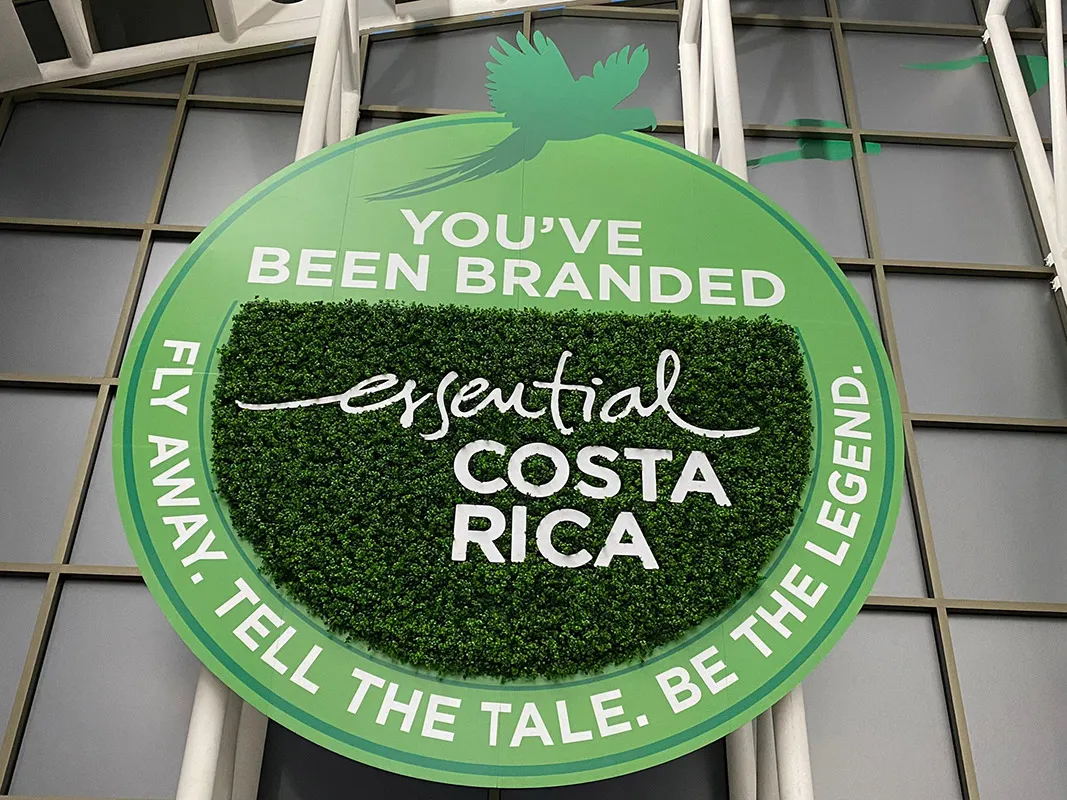 YOU'VE
BEEN BRANDED
essential
COSTA
RICA
FLY AWAY. TELL THE TALE. BE THE LEGEND.